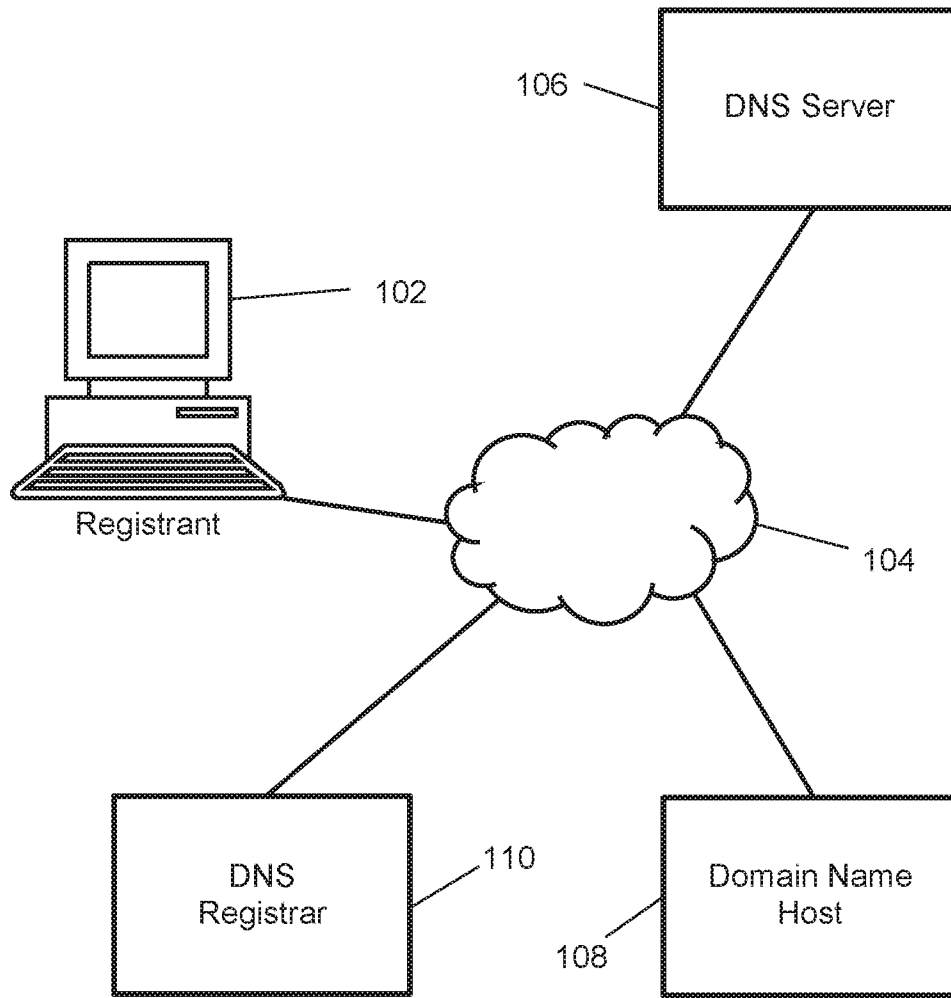 106
DNS Server
102
Registrant
104
DNS
Registrar
110
Domain Name
Host
108